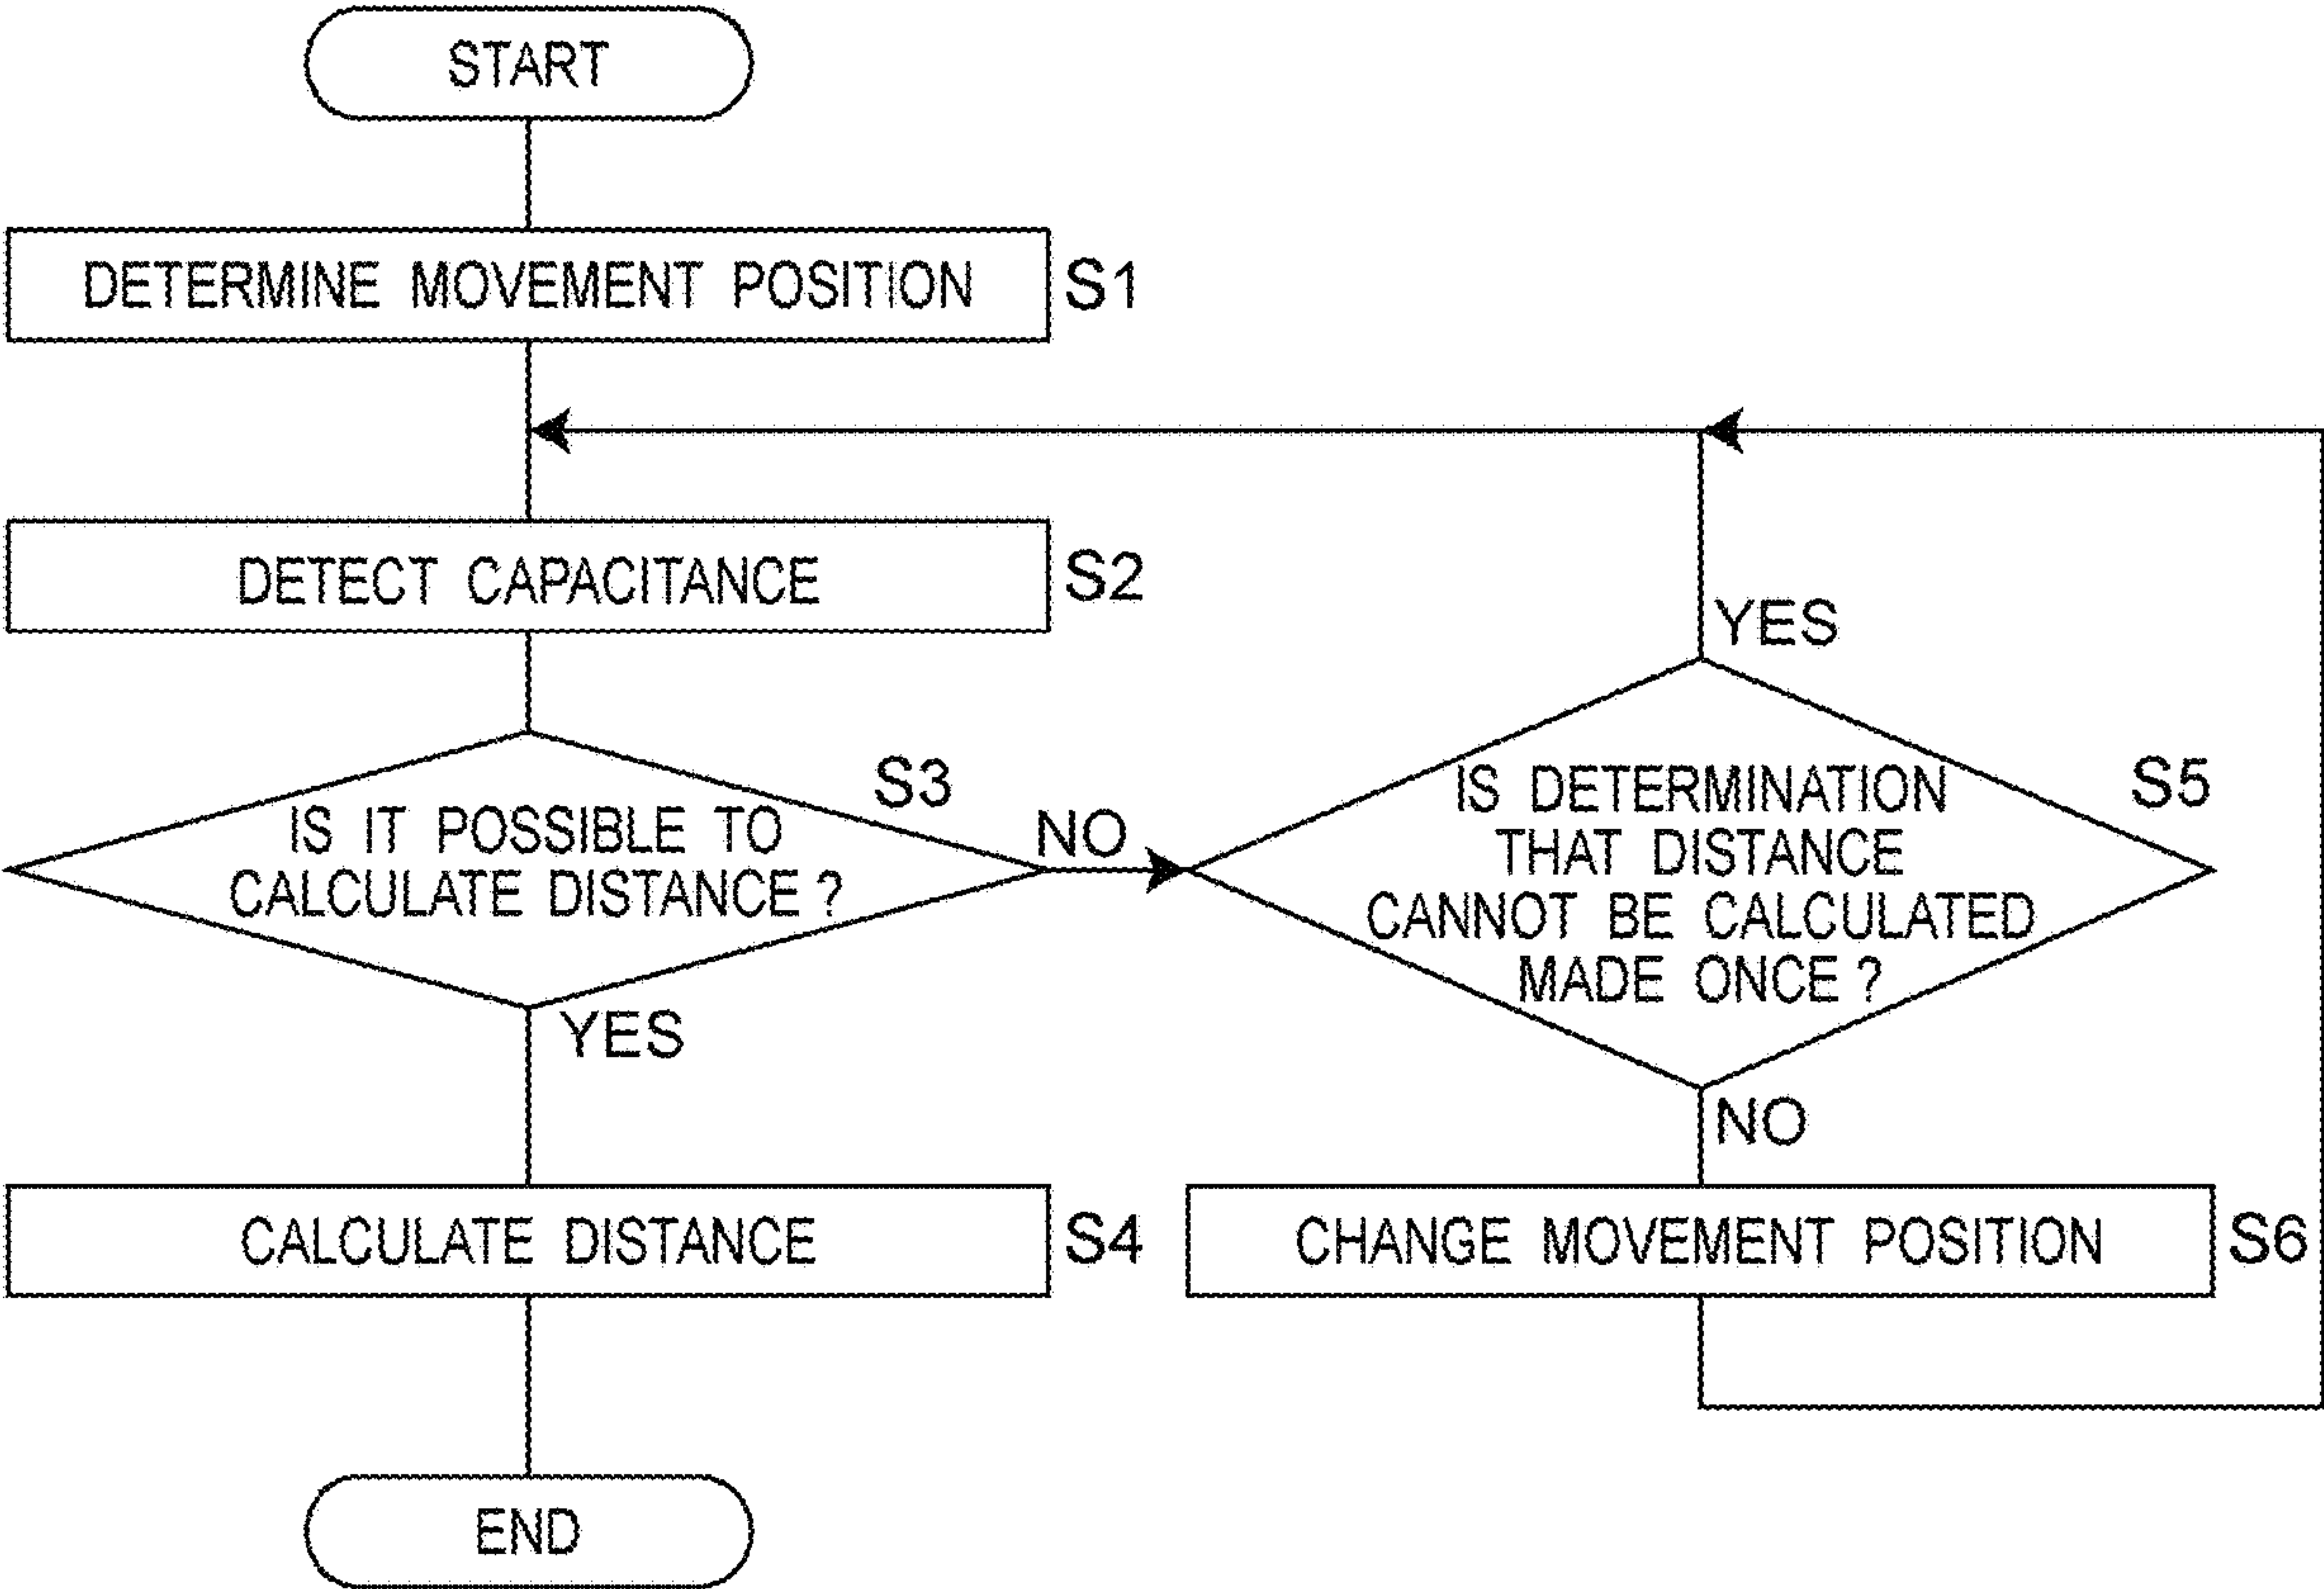 START
DETERMINE MOVEMENT POSITION
S1
DETECT CAPACITANCE
S2
S3
IS IT POSSIBLE TO
CALCULATE DISTANCE ?
NO
YES
YES
S5
IS DETERMINATION
THAT DISTANCE
CANNOT BE CALCULATED
MADE ONCE ?
NO
CALCULATE DISTANCE
S4
CHANGE MOVEMENT POSITION
S6
END